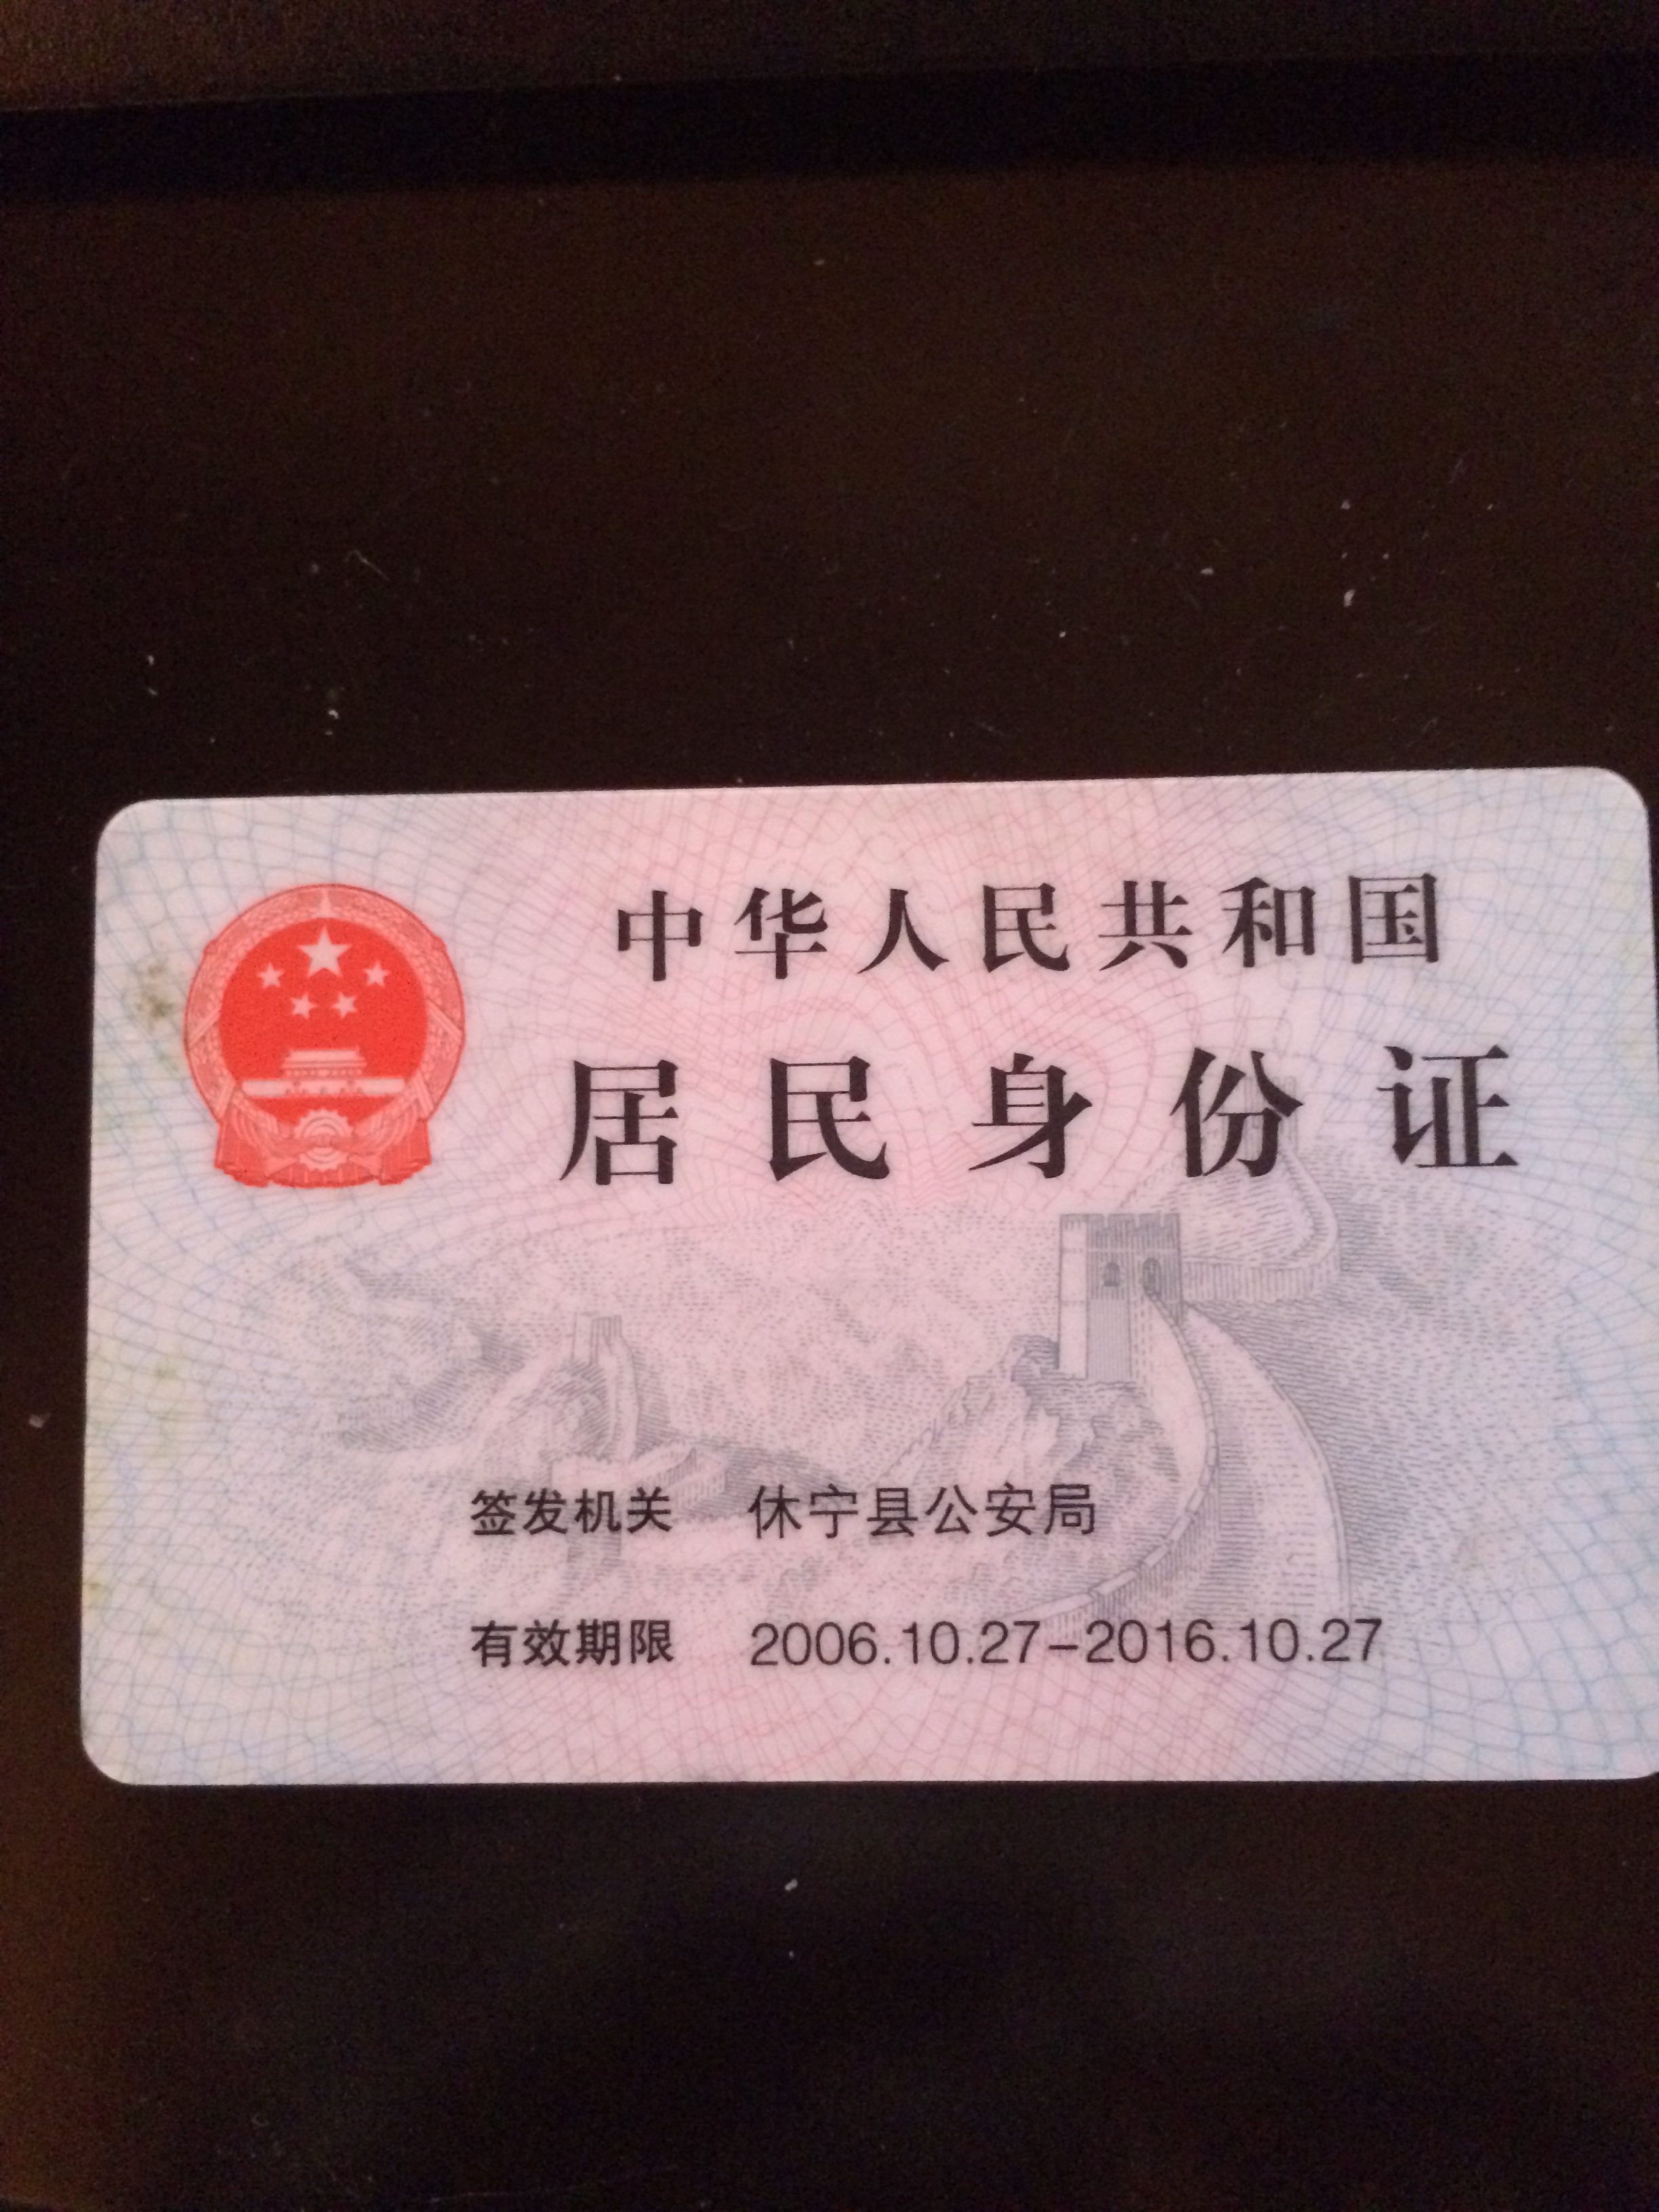 中华人民共和国
居民身份证
签发机关 休宁县公安局
有效期限 2006.10.27-2016.10.27